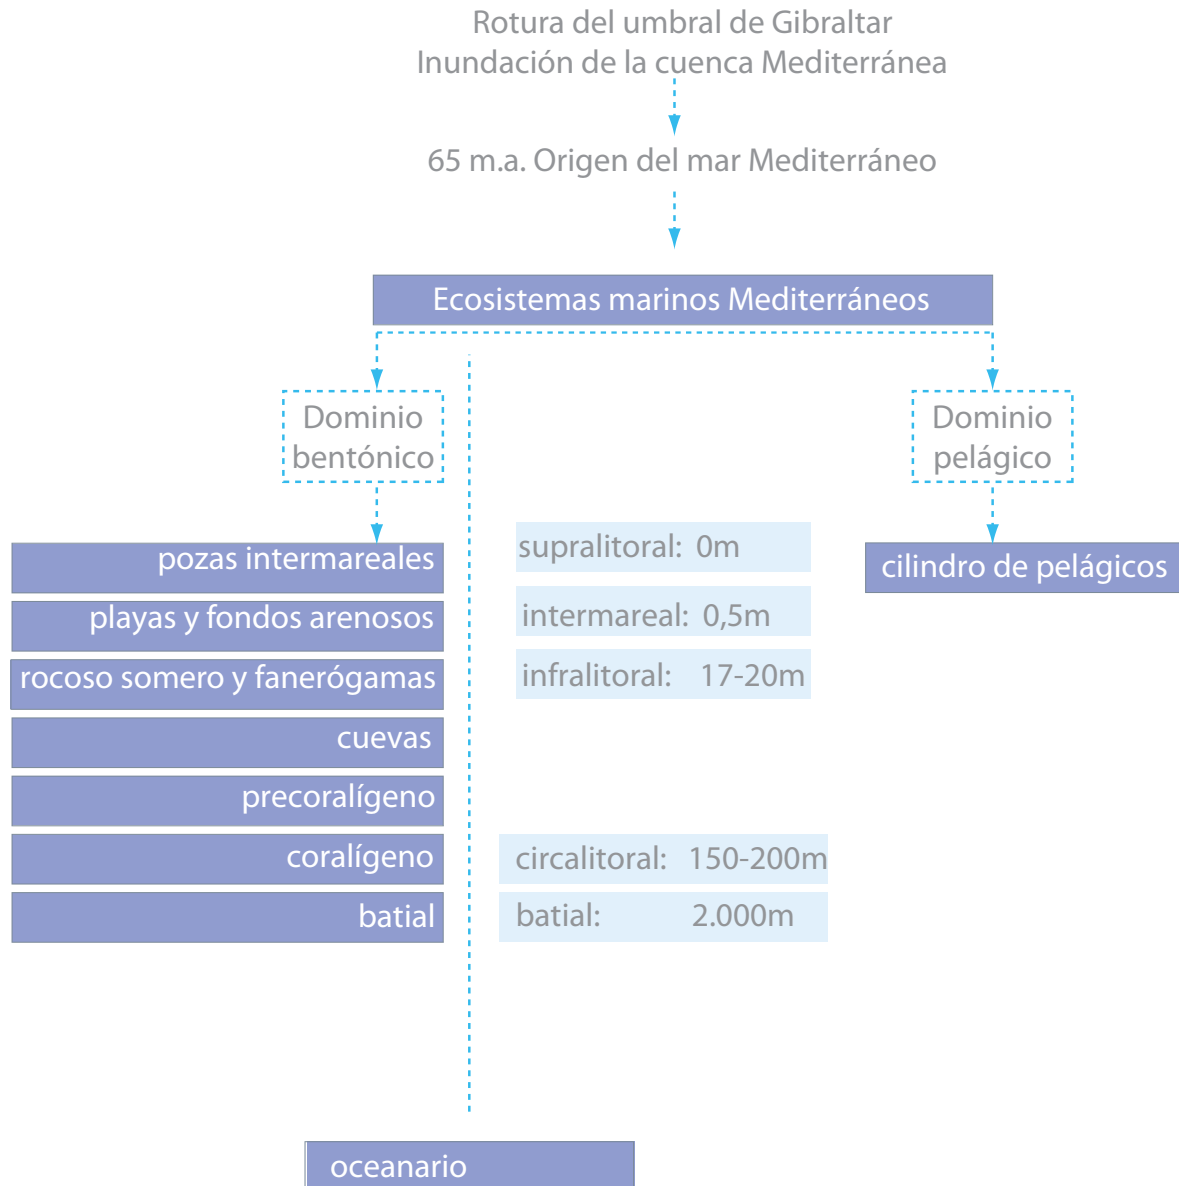 Rotura del umbral de Gibraltar
Inundación de la cuenca Mediterránea
65 m.a. Origen del mar Mediterráneo
Ecosistemas marinos Mediterráneos
Dominio
bentónico
Dominio
pelágico
pozas intermareales
supralitoral: 0m
cilindro de pelágicos
playas y fondos arenosos
intermareal: 0,5m
rocoso somero y fanerógamas
infralitoral: 17-20m
cuevas
precoralígeno
coralígeno
circalitoral: 150-200m
batial
batial: 2.000m
oceanario